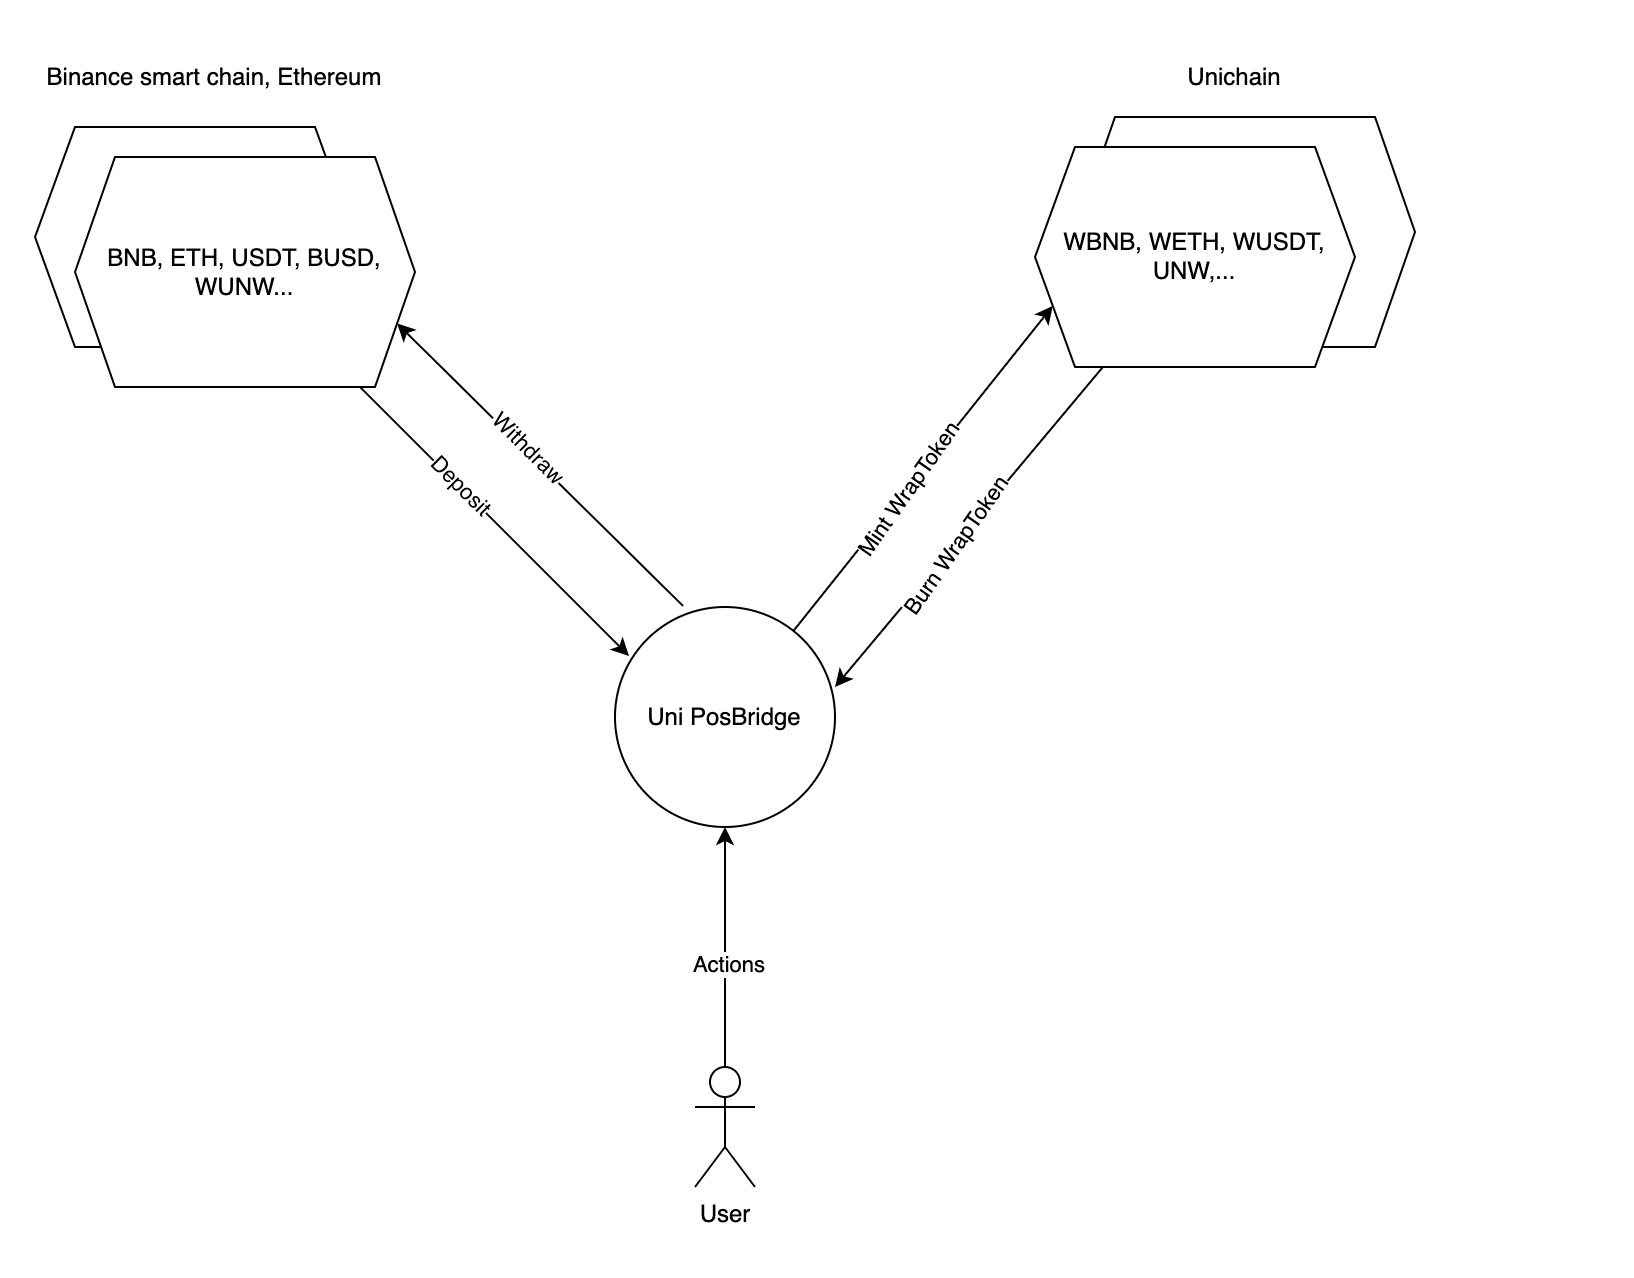 Binance smart chain, Ethereum
Unichain
BNB, ETH, USDT, BUSD,
WUNW...
WBNB, WETH, WUSDT,
UNW,...
Withdraw
Deposit
Mint WrapToken
Burn WrapToken
Uni PosBridge
Actions
User